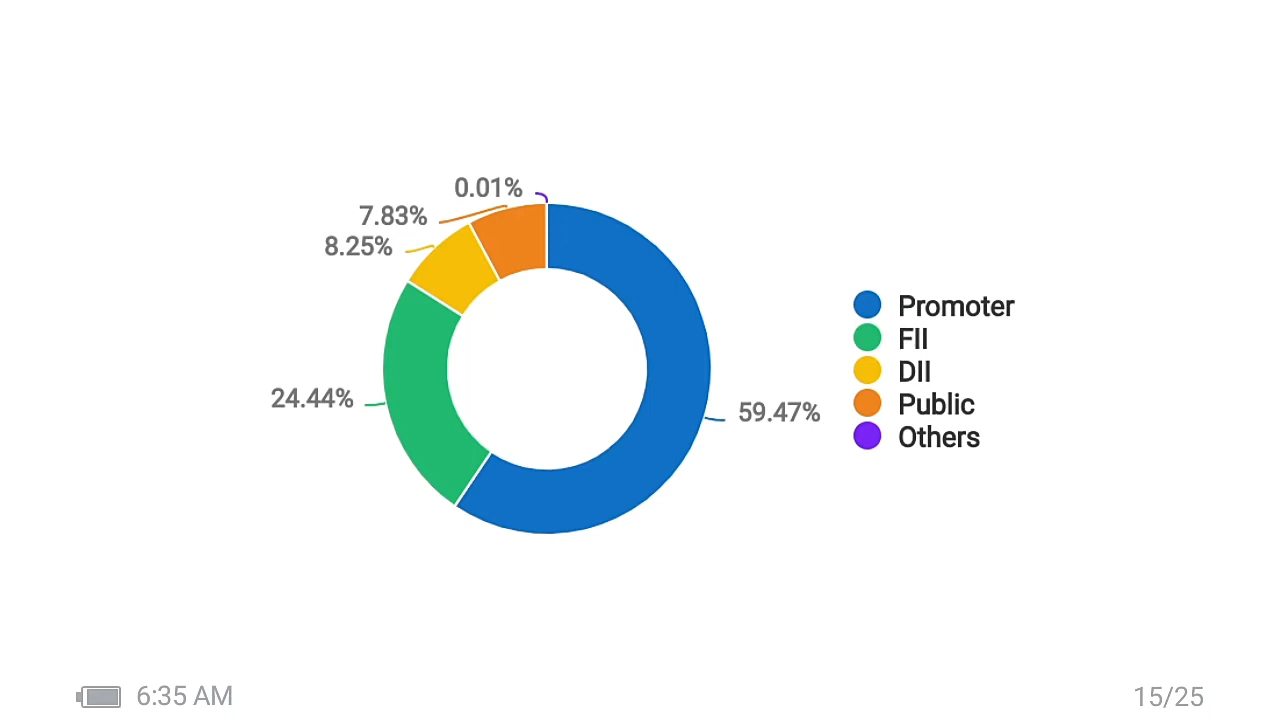 0.01%
7.83%
8.25%
24.44%
59.47%
Promoter
FII
DII
Public
Others
6:35 AM
15/25